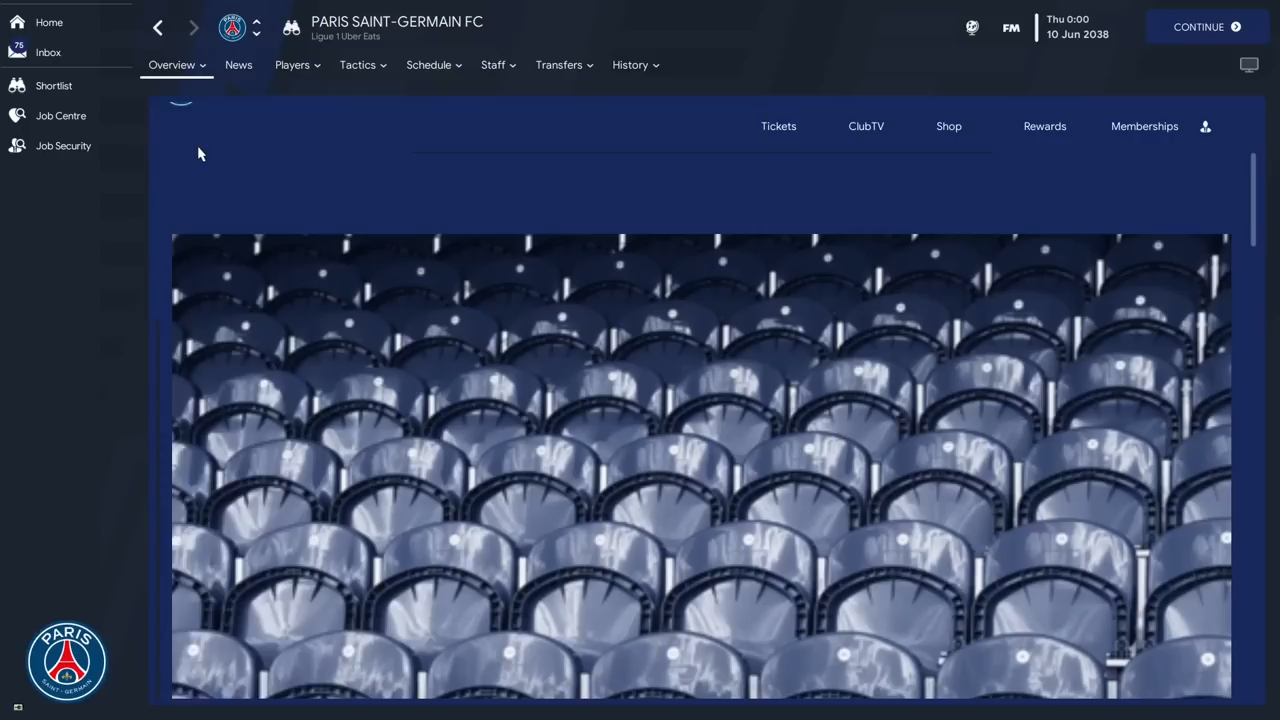 Home
75
Inbox
Shortlist
Job Centre
Job Security
PARIS SAINT-GERMAIN FC
Ligue 1 Uber Eats
FM
Thu 0:00
10 Jun 2038
CONTINUE
Overview
News
Players
Tactics
Schedule
Staff
Transfers
History
Tickets
ClubTV
Shop
Rewards
Memberships
PARIS
SAINT-GERMAIN